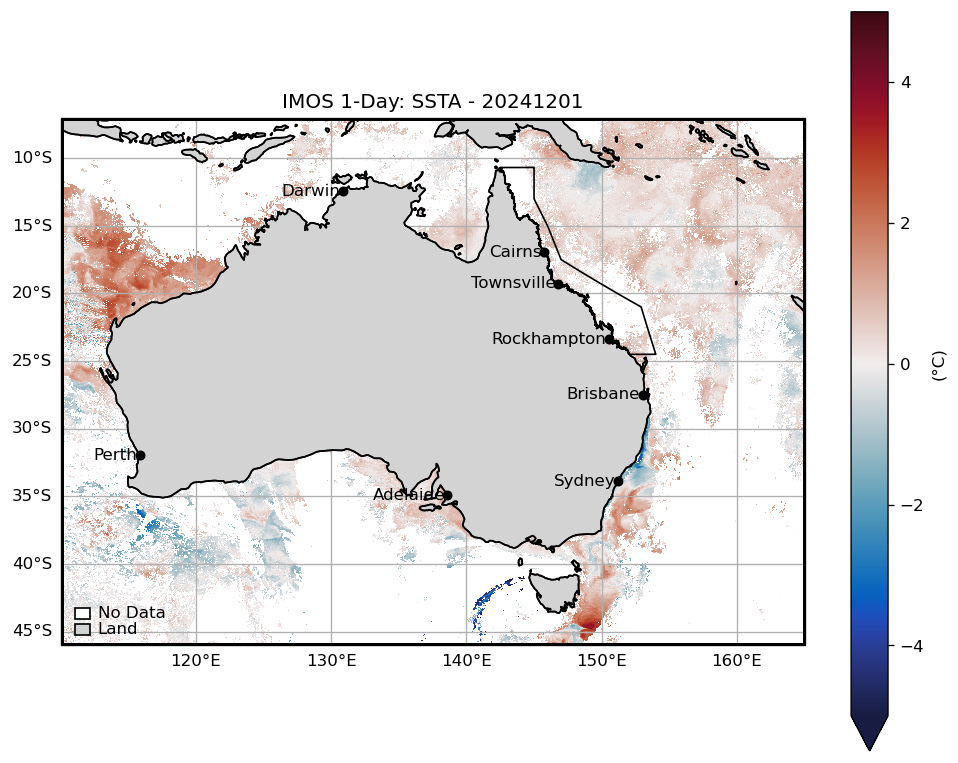 IMOS 1-Day: SSTA - 20241201
10°S
15°S
20°S
25°S
30°S
35°S
40°S
45°S
Darwin
Cairns
Townsville
Rockhampton
Brisbane
Perth
Sydney
Adelaide
No Data
Land
120°E
130°E
140°E
150°E
160°E
4
2
0
−2
−4
(°C)